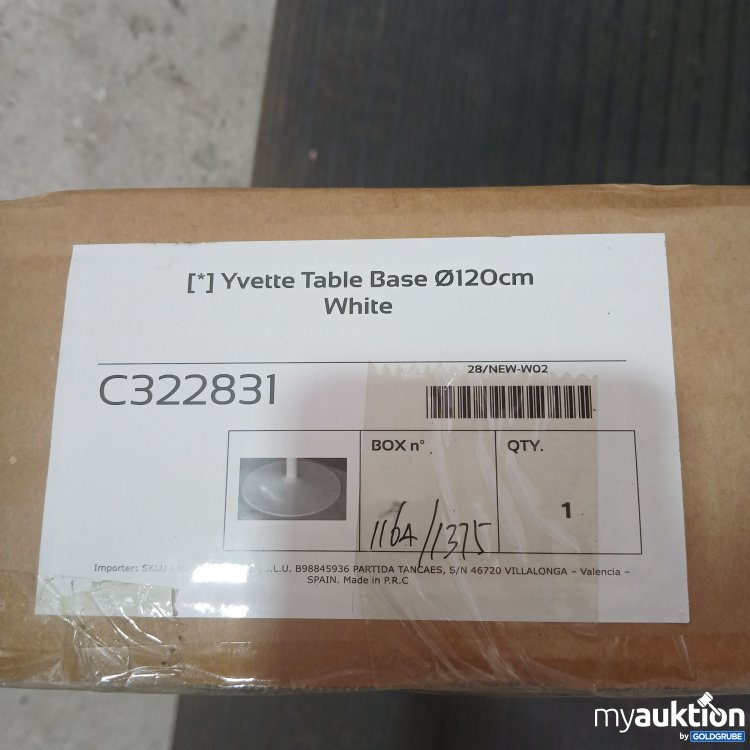 [*] Yvette Table Base Ø120cm
White
C322831
28/NEW-W02
BOX n°
QTY.
1164/1375
1
Importer: S.L.U. B98845936 PARTIDA TANCAES, S/N 46720 VILLALONGA – Valencia –
SPAIN. Made in P.R.C
myauktion
by GOLDGRUBE